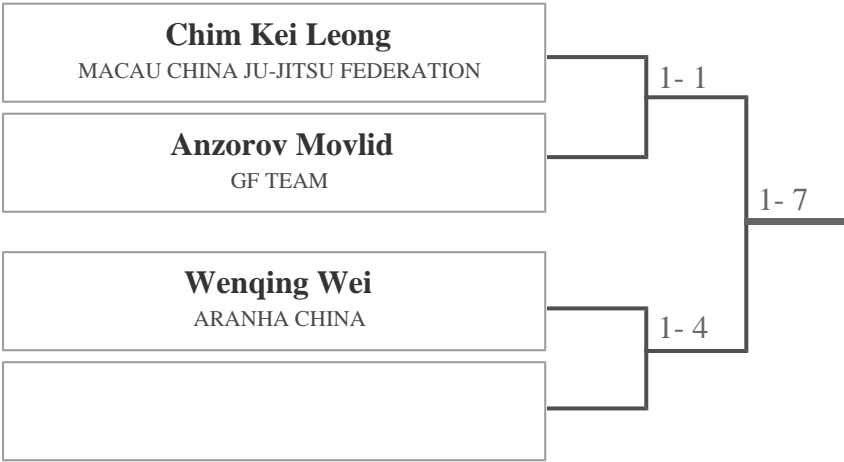 Chim Kei Leong
MACAU CHINA JU-JITSU FEDERATION
1- 1
Anzorov Movlid
GF TEAM
1- 7
Wenqing Wei
ARANHA CHINA
1- 4